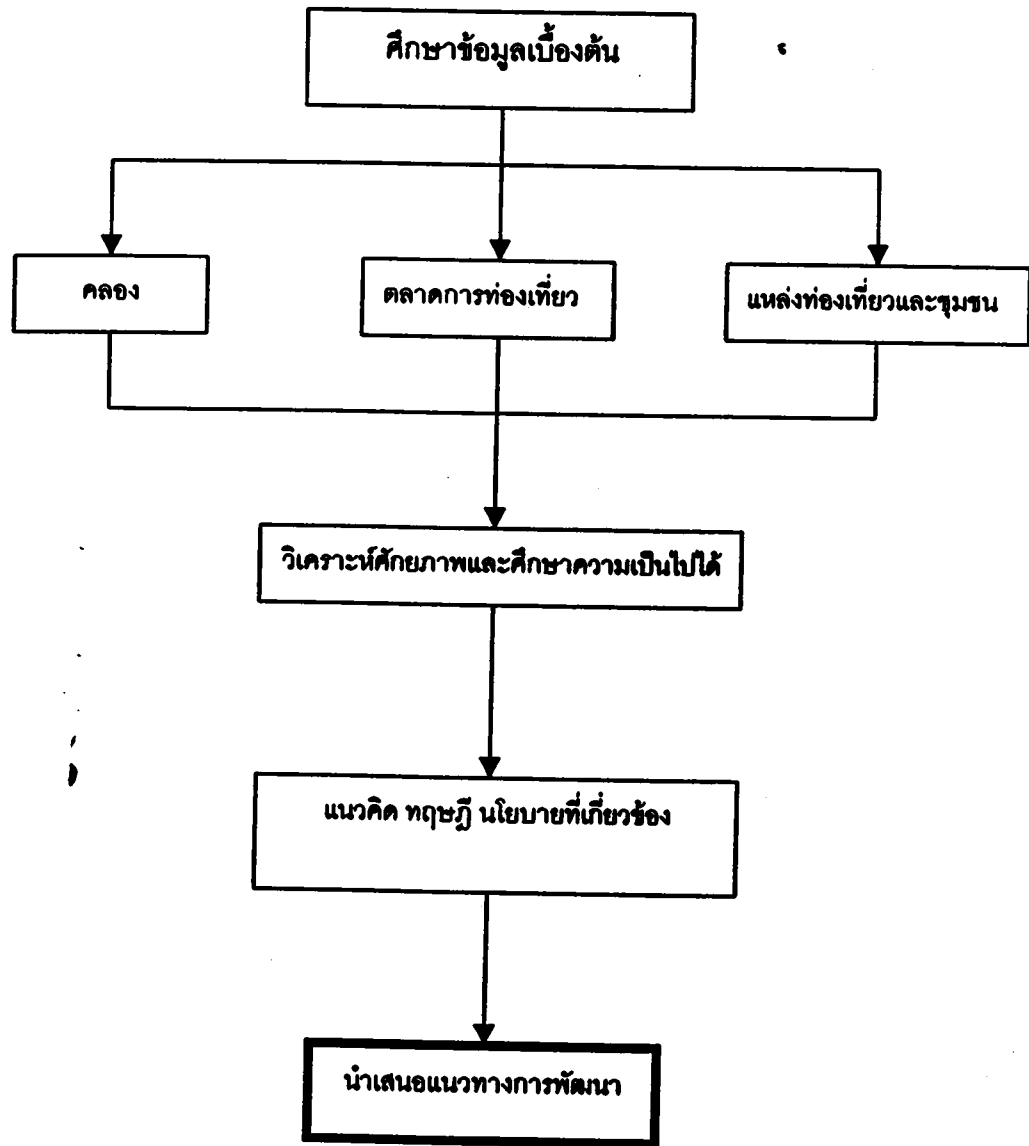 ศึกษาข้อมูลเบื้องต้น
คลอง
ตลาดการท่องเที่ยว
แหล่งท่องเที่ยวและชุมชน
วิเคราะห์ศักยภาพและศึกษาความเป็นไปได้
แนวคิด ทฤษฎี นโยบายที่เกี่ยวข้อง
นำเสนอแนวทางการพัฒนา